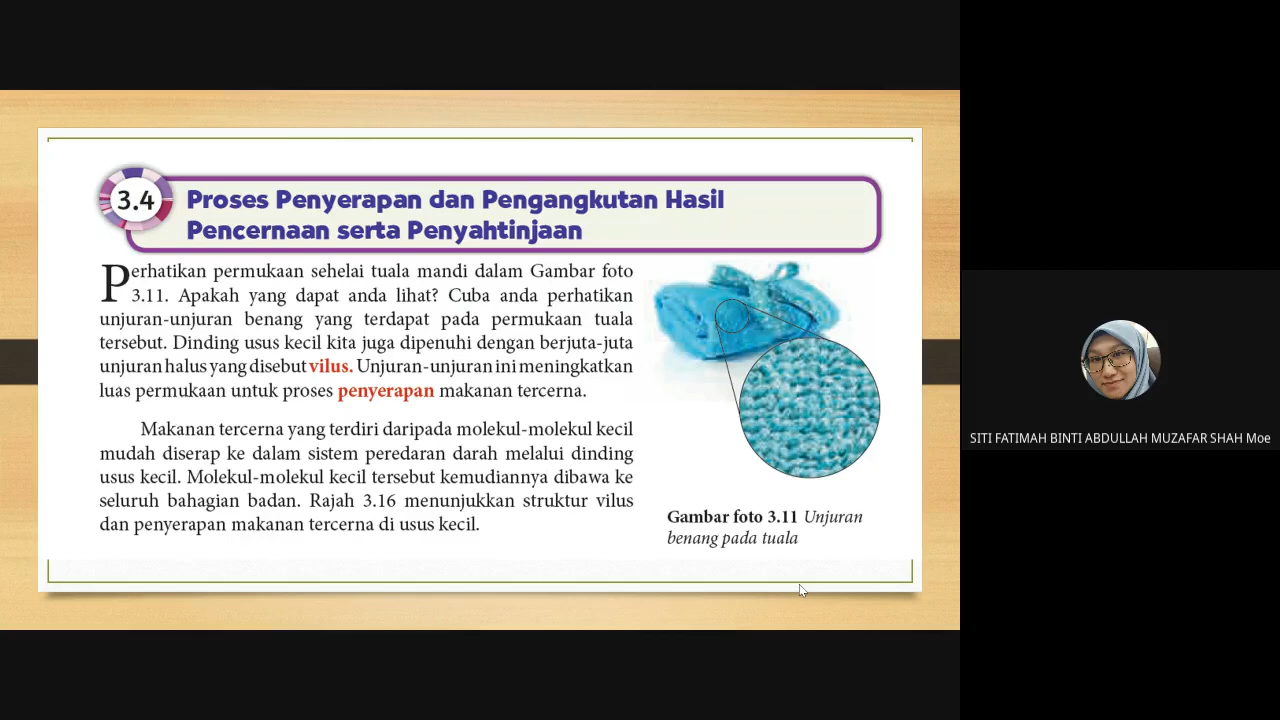 3.4
Proses Penyerapan dan Pengangkutan Hasil
Pencernaan serta Penyahtinjaan
Perhatikan permukaan sehelai tuala mandi dalam Gambar foto
3.11. Apakah yang dapat anda lihat? Cuba anda perhatikan
unjuran-unjuran benang yang terdapat pada permukaan tuala
tersebut. Dinding usus kecil kita juga dipenuhi dengan berjuta-juta
unjuran halus yang disebut vilus. Unjuran-unjuran ini meningkatkan
luas permukaan untuk proses penyerapan makanan tercerna.
Makanan tercerna yang terdiri daripada molekul-molekul kecil
mudah diserap ke dalam sistem peredaran darah melalui dinding
usus kecil. Molekul-molekul kecil tersebut kemudiannya dibawa ke
seluruh bahagian badan. Rajah 3.16 menunjukkan struktur vilus
dan penyerapan makanan tercerna di usus kecil.
Gambar foto 3.11 Unjuran
benang pada tuala
SITI FATIMAH BINTI ABDULLAH MUZAFAR SHAH Moe